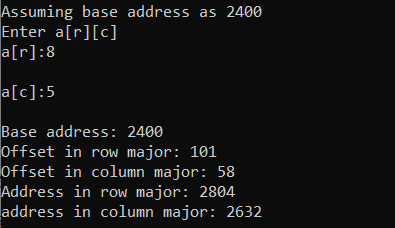 Assuming base address as 2400
Enter a[r][c]
a[r]:8
a[c]:5
Base address: 2400
Offset in row major: 101
Offset in column major: 58
Address in row major: 2804
address in column major: 2632